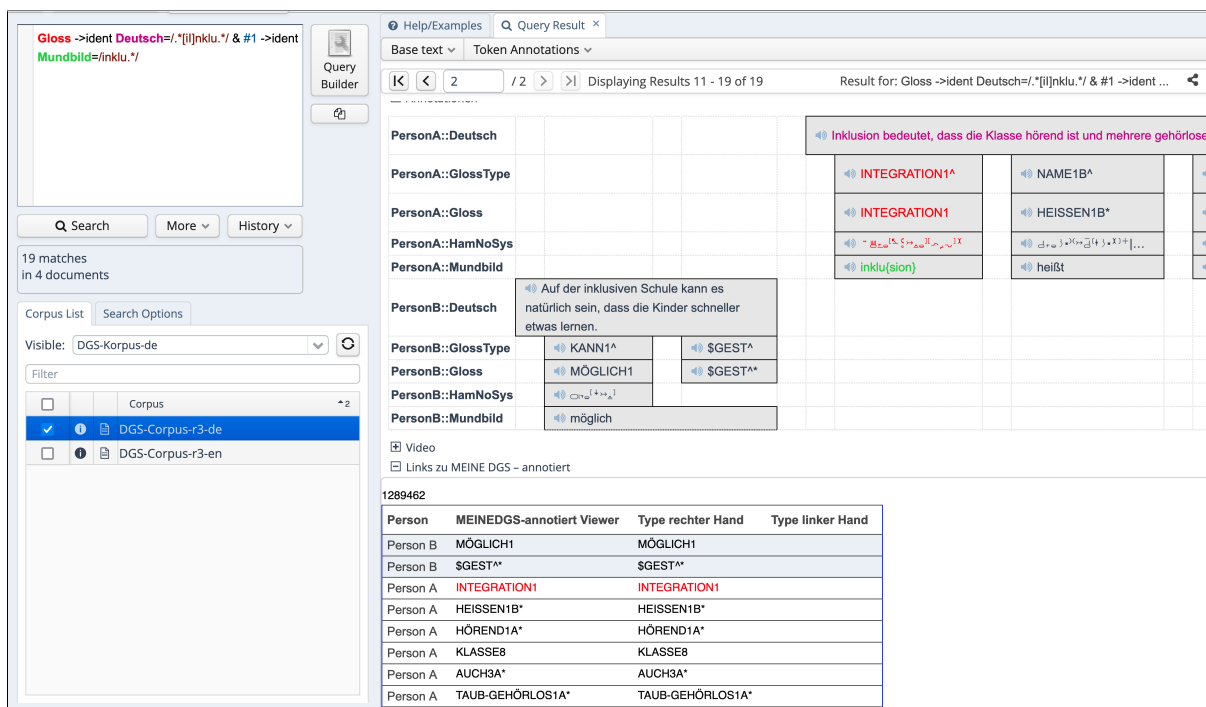 Gloss ->ident Deutsch=/.*[iI]nklu.*/ & #1 ->ident
Mundbild=/inklu.*/
Query
Builder
Search More History
19 matches
in 4 documents
Corpus List Search Options
Visible: DGS-Korpus-de
Filter
Corpus 2
DGS-Corpus-r3-de
DGS-Corpus-r3-en
Help/Examples Query Result ×
Base text Token Annotations
2 / 2 Displaying Results 11 - 19 of 19 Result for: Gloss ->ident Deutsch=/.*[iI]nklu.*/ & #1 ->ident ...
Annotationen
PersonA::Deutsch Inklusion bedeutet, dass die Klasse hörend ist und mehrere gehörlose
PersonA::GlossType INTEGRATION1^ NAME1B^
PersonA::Gloss INTEGRATION1 HEISSEN1B*
PersonA::HamNoSys
PersonA::Mundbild inklu{sion} heißt
PersonB::Deutsch Auf der inklusiven Schule kann es
natürlich sein, dass die Kinder schneller
etwas lernen.
PersonB::GlossType KANN1^ $GEST^
PersonB::Gloss MÖGLICH1 $GEST^*
PersonB::HamNoSys
PersonB::Mundbild möglich
Video
Links zu MEINE DGS – annotiert
1289462
Person MEINEDGS-annotiert Viewer Type rechter Hand Type linker Hand
Person B MÖGLICH1 MÖGLICH1
Person B $GEST^* $GEST^*
Person A INTEGRATION1 INTEGRATION1
Person A HEISSEN1B* HEISSEN1B*
Person A HÖREND1A* HÖREND1A*
Person A KLASSE8 KLASSE8
Person A AUCH3A* AUCH3A*
Person A TAUB-GEHÖRLOS1A* TAUB-GEHÖRLOS1A*